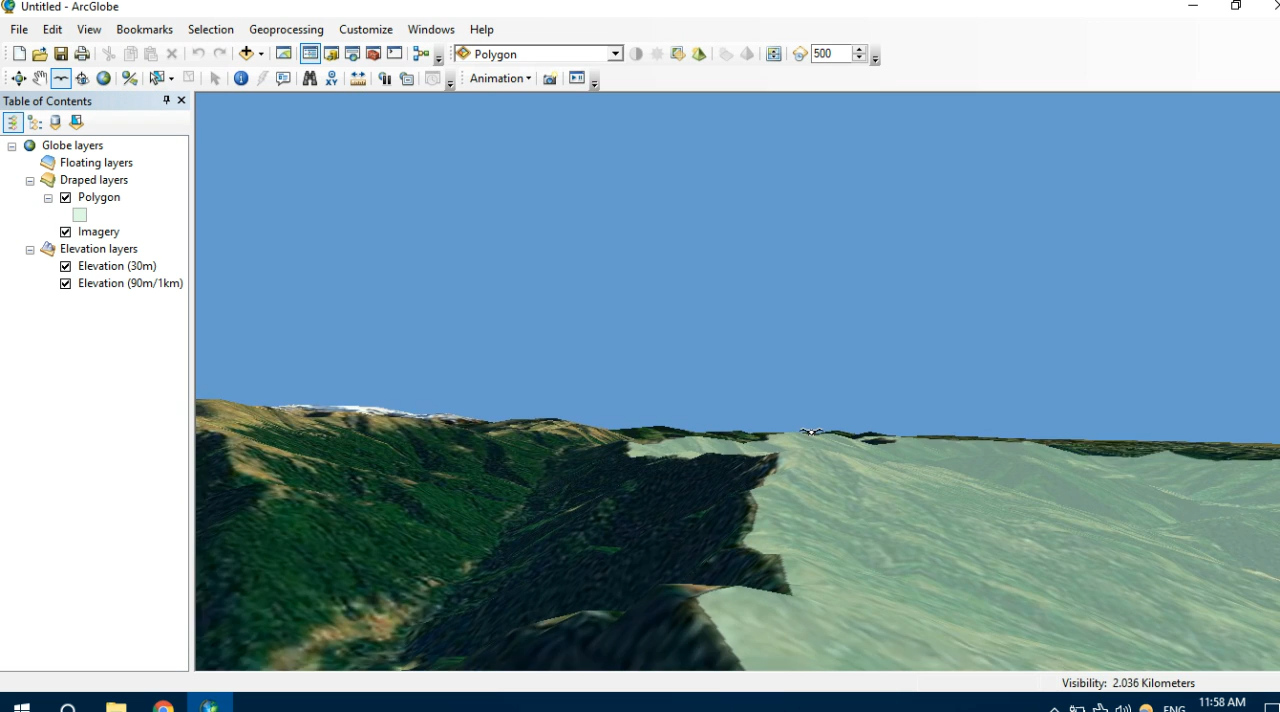 Untitled - ArcGlobe
File Edit View Bookmarks Selection Geoprocessing Customize Windows Help
Polygon 500
XY Animation
Table of Contents
Globe layers
Floating layers
Draped layers
Polygon
Imagery
Elevation layers
Elevation (30m)
Elevation (90m/1km)
Visibility: 2.036 Kilometers
ENG 11:58 AM